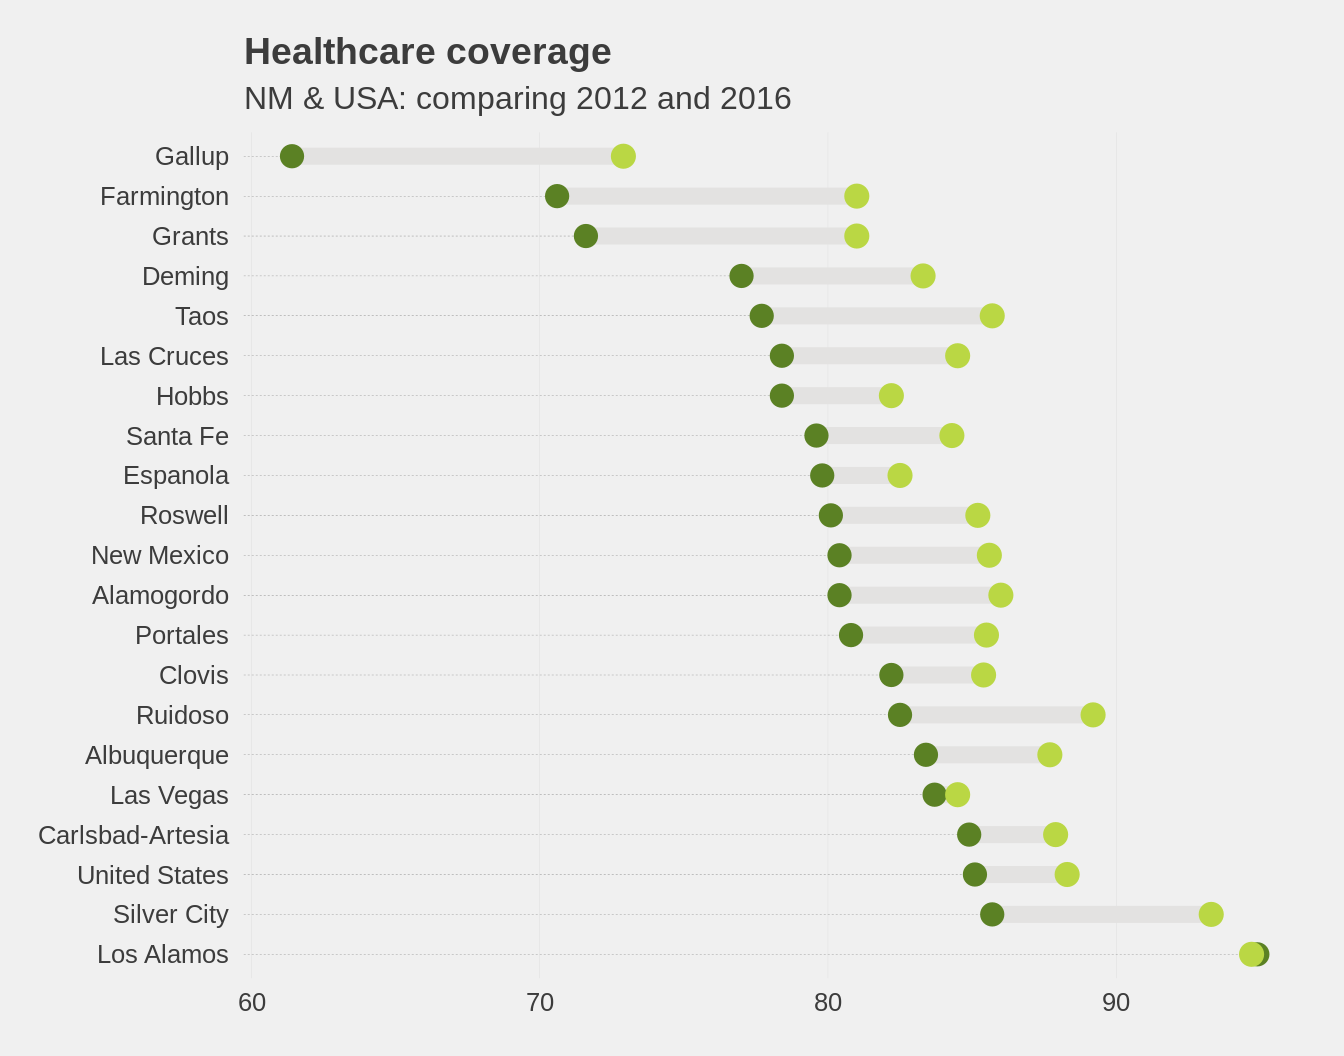 Healthcare coverage
NM & USA: comparing 2012 and 2016
Gallup
Farmington
Grants
Deming
Taos
Las Cruces
Hobbs
Santa Fe
Espanola
Roswell
New Mexico
Alamogordo
Portales
Clovis
Ruidoso
Albuquerque
Las Vegas
Carlsbad-Artesia
United States
Silver City
Los Alamos
60 70 80 90